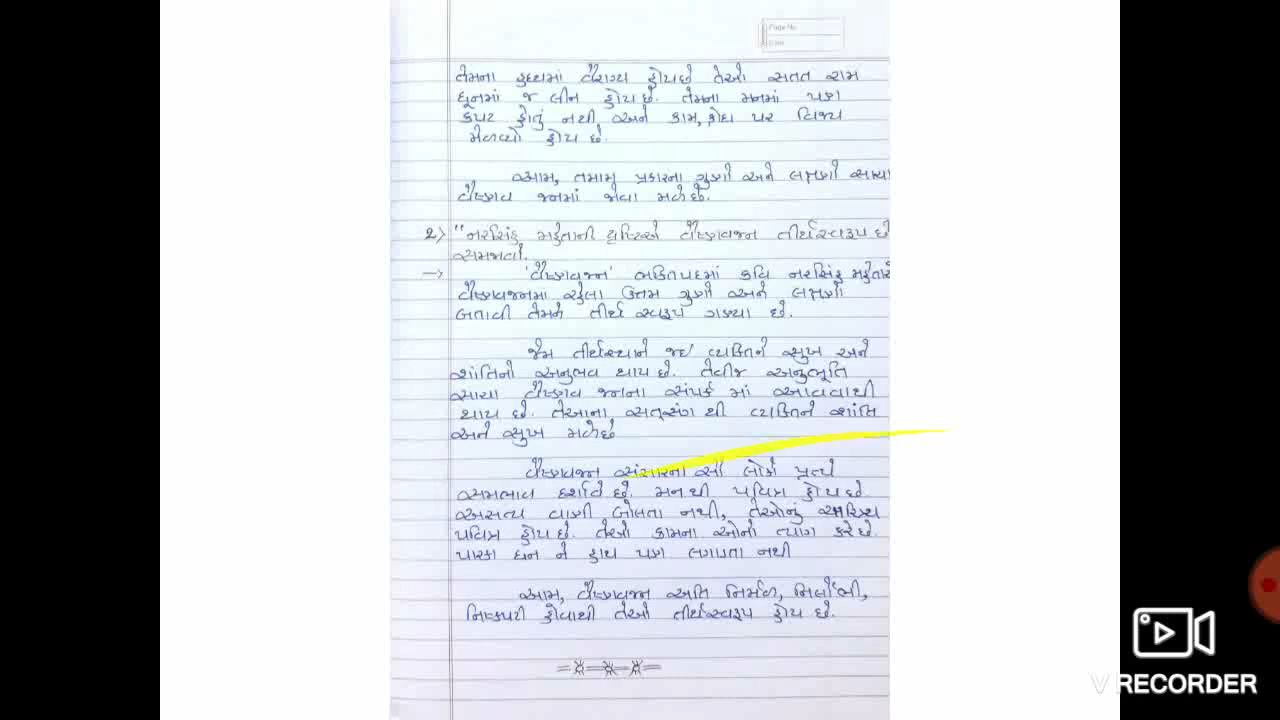 Page No.
Date
તેમના હૃદયમાં વૈરાગ્ય હોય છે તેઓ સતત રામ
ધૂનમાં જ લીન હોય છે. તેમના મનમાં પણ
કપટ હોતું નથી અને કામ, ક્રોધ પર વિજય
મેળવ્યો હોય છે.
આમ, તમામ પ્રકારના ગુણો અને લક્ષણો સાચા
વૈષ્ણવ જનમાં જોવા મળે છે.
૨) "નરસિંહ મહેતાની દ્રષ્ટિએ વૈષ્ણવજન તીર્થસ્વરૂપ છે
સમજાવો.
→ 'વૈષ્ણવજન' ભક્તિપદમાં કવિ નરસિંહ મહેતાએ
વૈષ્ણવજનમાં રહેલા ઉત્તમ ગુણો અને લક્ષણો
બતાવી તેમને તીર્થ સ્વરૂપ ગણ્યા છે.
જેમ તીર્થસ્થાને જઈ વ્યક્તિને સુખ અને
શાંતિનો અનુભવ થાય છે. તેવીજ અનુભૂતિ
સાચા વૈષ્ણવ જનના સંપર્ક માં આવવાથી
થાય છે. તેઓના સત્સંગ થી વ્યક્તિને શાંતિ
અને સુખ મળે છે
વૈષ્ણવજન સંસારના સૌ લોકો પ્રત્યે
સમભાવ દર્શાવે છે. મનથી પવિત્ર હોય છે.
અસત્ય વાણી બોલતા નથી, તેઓનું ચારિત્ર્ય
પવિત્ર હોય છે. તેઓ કામના ઓનો ત્યાગ કરે છે.
પારકા ધન ને હાથ પણ લગાડતા નથી
આમ, વૈષ્ણવજન અતિ નિર્મળ, નિર્લોભી,
નિષ્કપટી હોવાથી તેઓ તીર્થસ્વરૂપ હોય છે.
V RECORDER